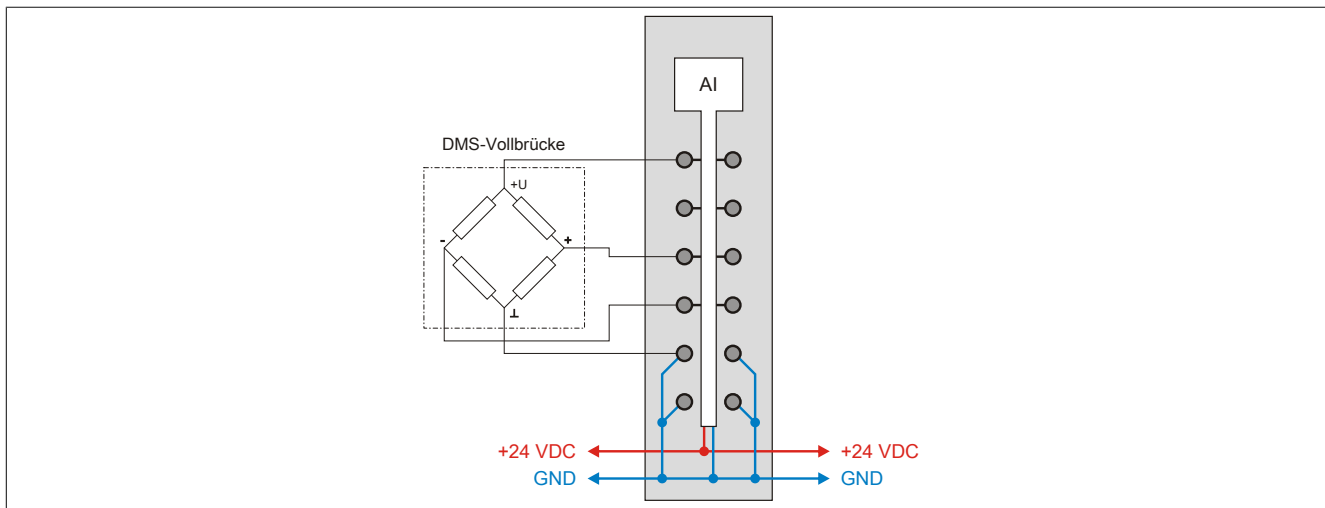 AI
DMS-Vollbrücke
+U
- +
⊥
+24 VDC +24 VDC
GND GND